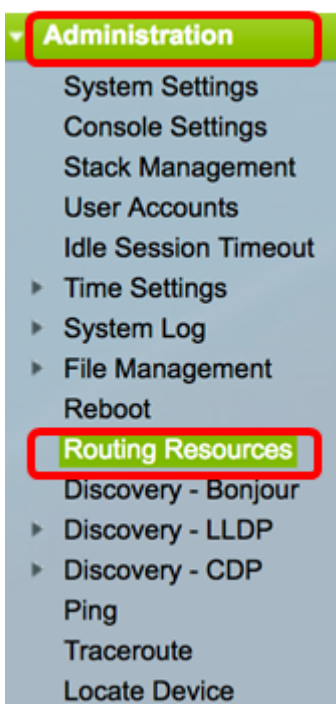 Administration
System Settings
Console Settings
Stack Management
User Accounts
Idle Session Timeout
Time Settings
System Log
File Management
Reboot
Routing Resources
Discovery - Bonjour
Discovery - LLDP
Discovery - CDP
Ping
Traceroute
Locate Device